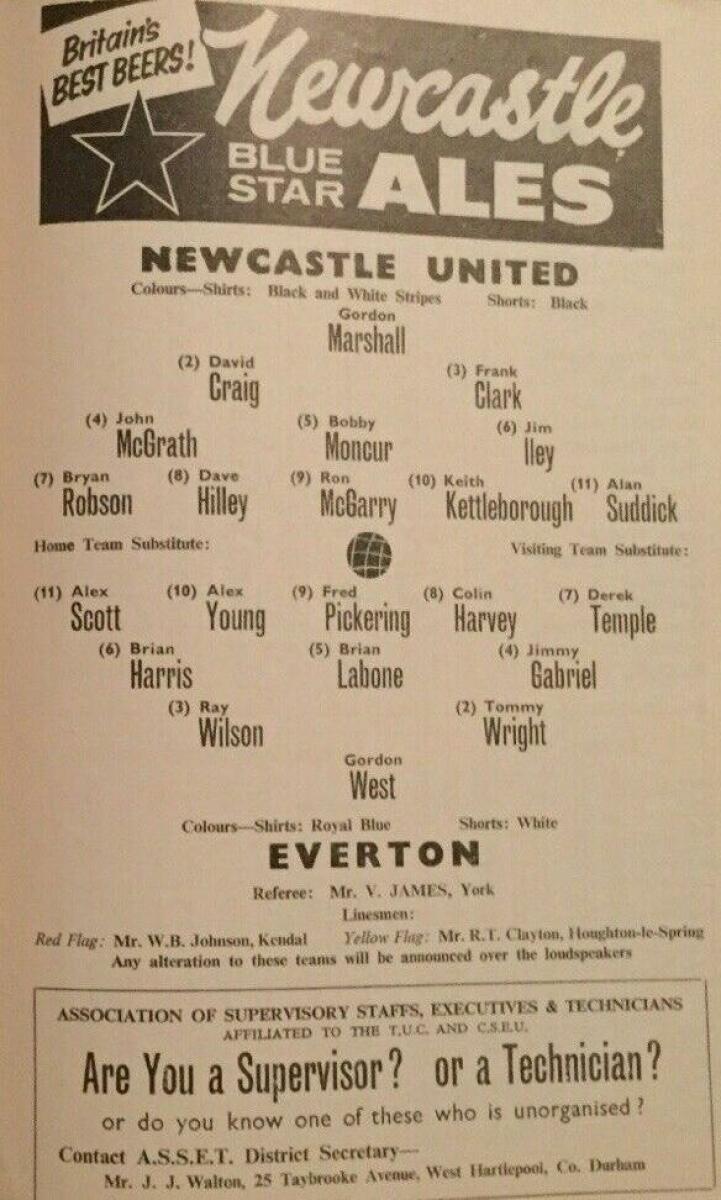 Britain's
BEST BEERS!
Newcastle
BLUE
STAR
ALES
NEWCASTLE UNITED
Colours—Shirts: Black and White Stripes Shorts: Black
Gordon
Marshall
(2) David
Craig
(3) Frank
Clark
(4) John
McGrath
(5) Bobby
Moncur
(6) Jim
Iley
(7) Bryan
Robson
(8) Dave
Hilley
(9) Ron
McGarry
(10) Keith
Kettleborough
(11) Alan
Suddick
Home Team Substitute: Visiting Team Substitute:
(11) Alex
Scott
(10) Alex
Young
(9) Fred
Pickering
(8) Colin
Harvey
(7) Derek
Temple
(6) Brian
Harris
(5) Brian
Labone
(4) Jimmy
Gabriel
(3) Ray
Wilson
(2) Tommy
Wright
Gordon
West
Colours—Shirts: Royal Blue Shorts: White
EVERTON
Referee: Mr. V. JAMES, York
Linesmen:
Red Flag: Mr. W.B. Johnson, Kendal Yellow Flag: Mr. R.T. Clayton, Houghton-le-Spring
Any alteration to these teams will be announced over the loudspeakers
ASSOCIATION OF SUPERVISORY STAFFS, EXECUTIVES & TECHNICIANS
AFFILIATED TO THE T.U.C. AND C.S.E.U.
Are You a Supervisor? or a Technician?
or do you know one of these who is unorganised?
Contact A.S.S.E.T. District Secretary—
Mr. J. J. Walton, 25 Taybrooke Avenue, West Hartlepool, Co. Durham